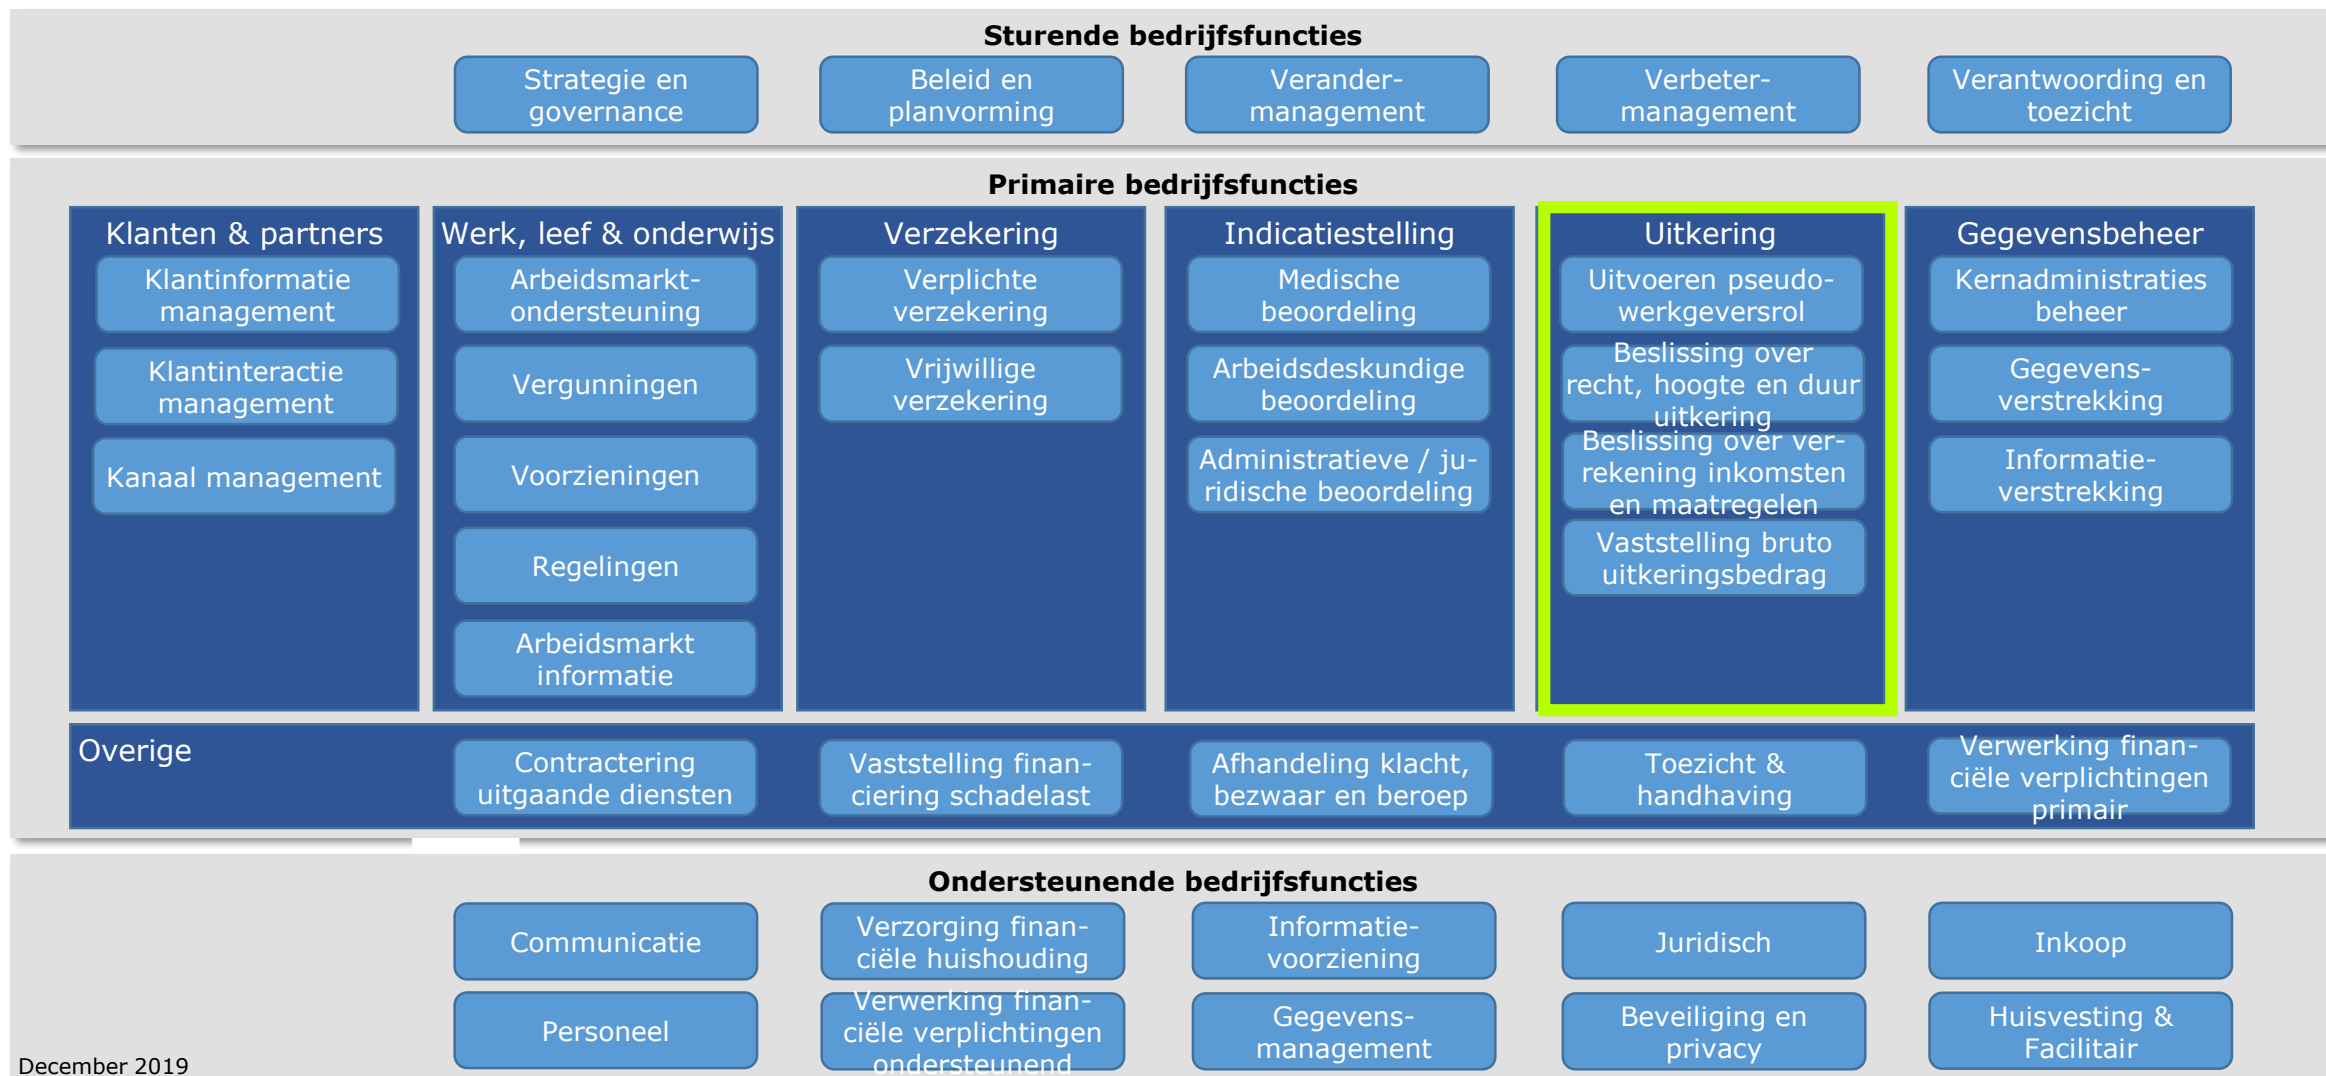 Sturende bedrijfsfuncties
Strategie en
governance
Beleid en
planvorming
Verander-
management
Verbeter-
management
Verantwoording en
toezicht
Primaire bedrijfsfuncties
Klanten & partners
Klantinformatie
management
Klantinteractie
management
Kanaal management
Werk, leef & onderwijs
Arbeidsmarkt-
ondersteuning
Vergunningen
Voorzieningen
Regelingen
Arbeidsmarkt
informatie
Verzekering
Verplichte
verzekering
Vrijwillige
verzekering
Indicatiestelling
Medische
beoordeling
Arbeidsdeskundige
beoordeling
Administratieve / ju-
ridische beoordeling
Uitkering
Uitvoeren pseudo-
werkgeversrol
Beslissing over
recht, hoogte en duur
uitkering
Beslissing over ver-
rekening inkomsten
en maatregelen
Vaststelling bruto
uitkeringsbedrag
Gegevensbeheer
Kernadministraties
beheer
Gegevens-
verstrekking
Informatie-
verstrekking
Overige
Contractering
uitgaande diensten
Vaststelling finan-
ciering schadelast
Afhandeling klacht,
bezwaar en beroep
Toezicht &
handhaving
Verwerking finan-
ciële verplichtingen
primair
Ondersteunende bedrijfsfuncties
Communicatie
Verzorging finan-
ciële huishouding
Informatie-
voorziening
Juridisch
Inkoop
Personeel
Verwerking finan-
ciële verplichtingen
ondersteunend
Gegevens-
management
Beveiliging en
privacy
Huisvesting &
Facilitair
December 2019